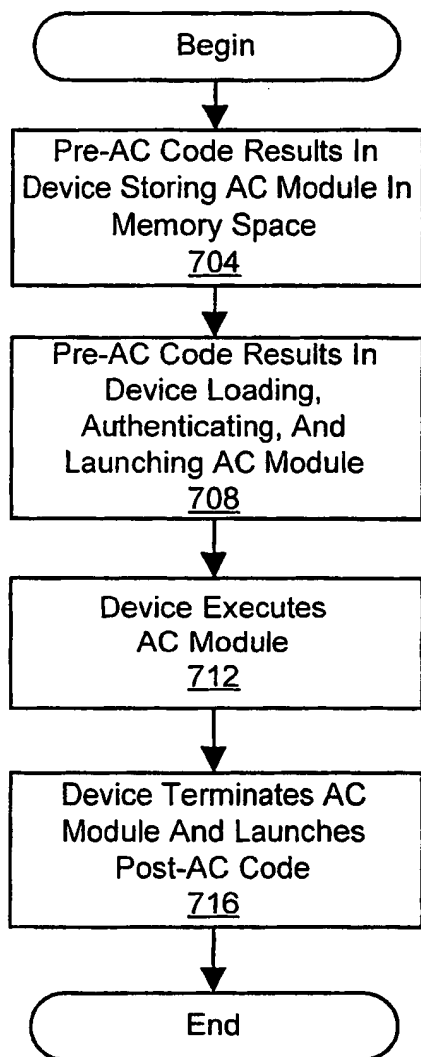 Begin
Pre-AC Code Results In
Device Storing AC Module In
Memory Space
704
Pre-AC Code Results In
Device Loading,
Authenticating, And
Launching AC Module
708
Device Executes
AC Module
712
Device Terminates AC
Module And Launches
Post-AC Code
716
End